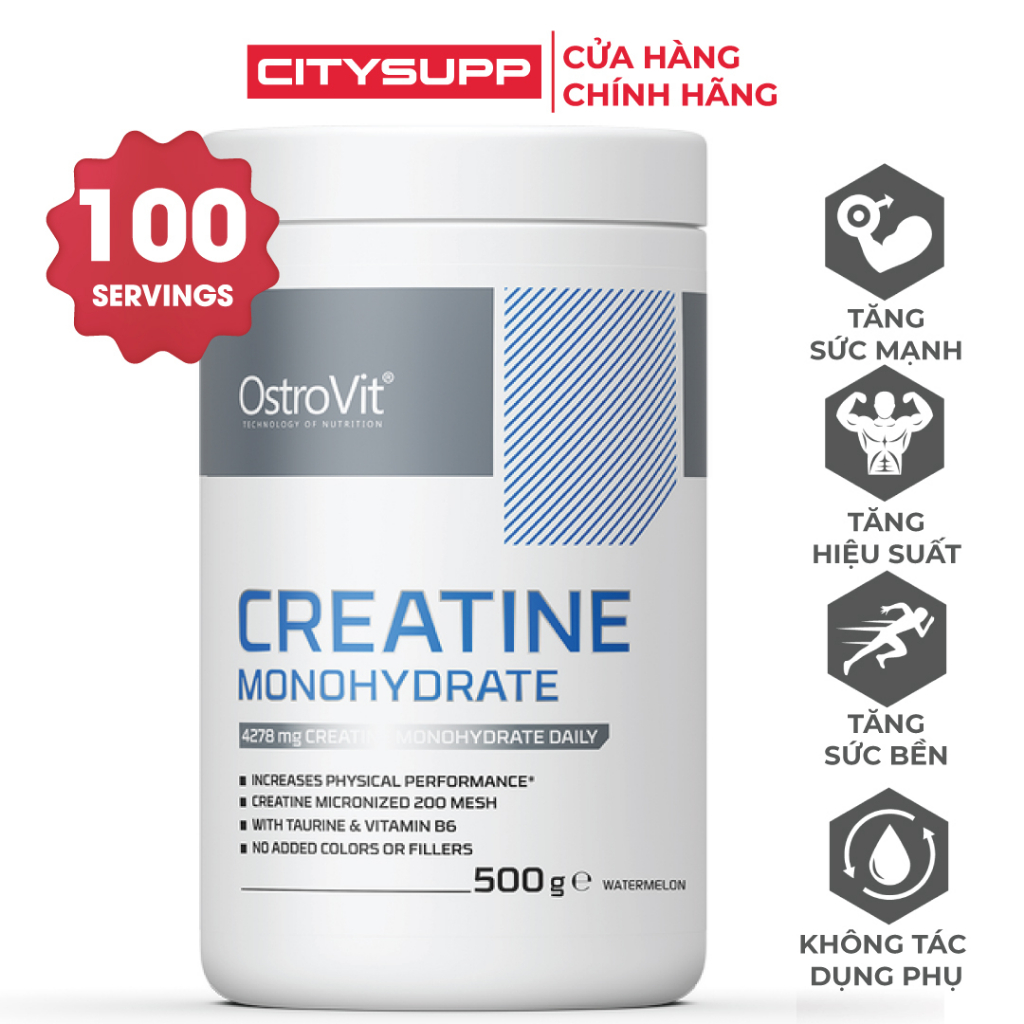 CITYSUPP
CỬA HÀNG
CHÍNH HÃNG
100
SERVINGS
OstroVit®
TECHNOLOGY OF NUTRITION
CREATINE
MONOHYDRATE
4278 mg CREATINE MONOHYDRATE DAILY
INCREASES PHYSICAL PERFORMANCE*
CREATINE MICRONIZED 200 MESH
WITH TAURINE & VITAMIN B6
NO ADDED COLORS OR FILLERS
500 g ℮ WATERMELON
TĂNG
SỨC MẠNH
TĂNG
HIỆU SUẤT
TĂNG
SỨC BỀN
KHÔNG TÁC
DỤNG PHỤ